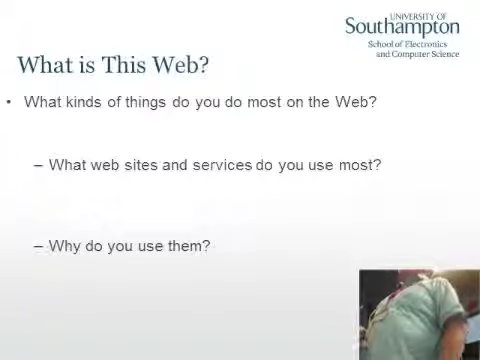 UNIVERSITY OF
Southampton
School of Electronics
and Computer Science
What is This Web?
• What kinds of things do you do most on the Web?
– What web sites and services do you use most?
– Why do you use them?